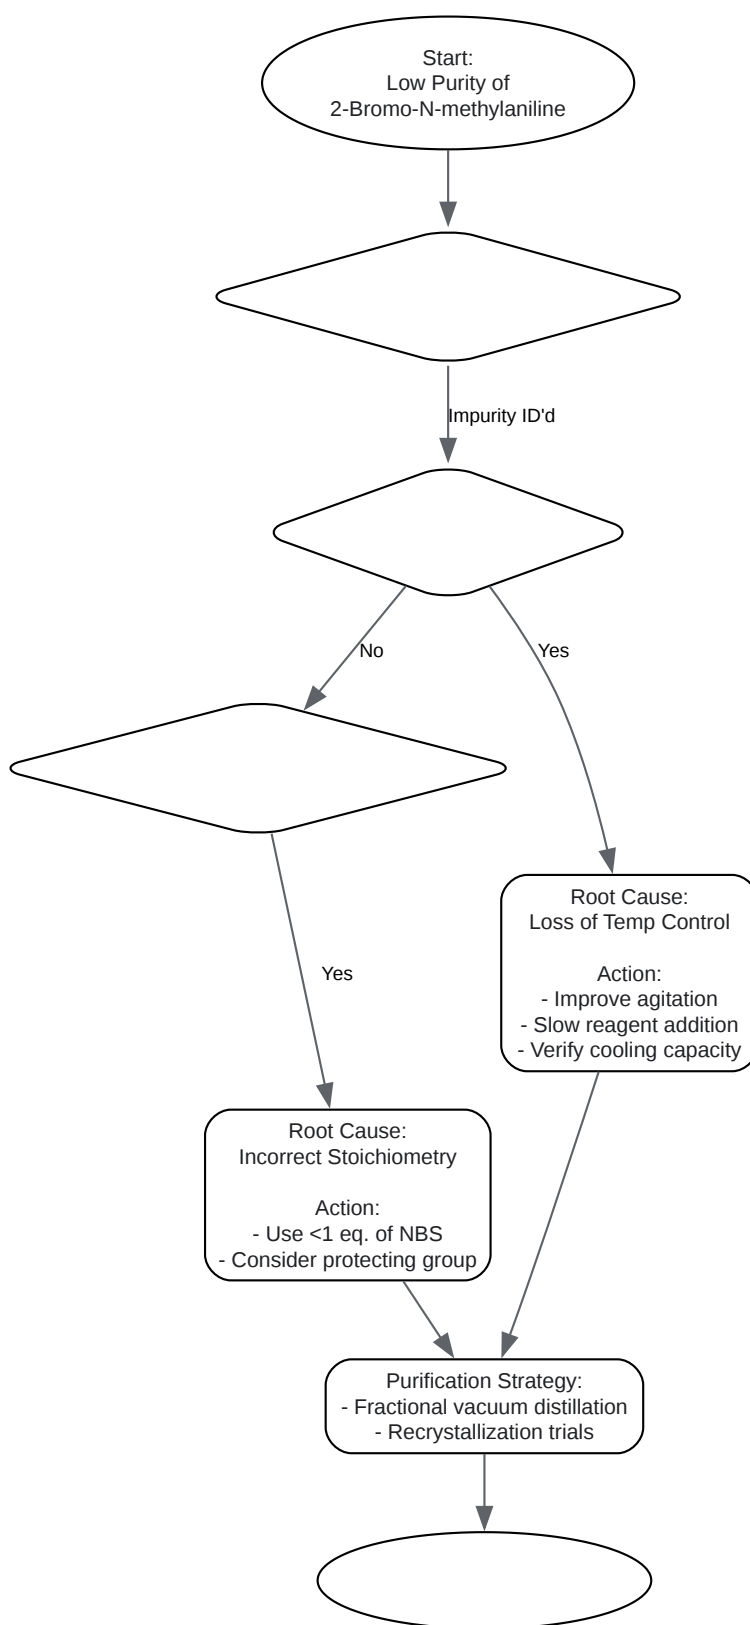 Start:
Low Purity of
2-Bromo-N-methylaniline
Impurity ID'd
No
Yes
Root Cause:
Loss of Temp Control
Action:
- Improve agitation
- Slow reagent addition
- Verify cooling capacity
Yes
Root Cause:
Incorrect Stoichiometry
Action:
- Use <1 eq. of NBS
- Consider protecting group
Purification Strategy:
- Fractional vacuum distillation
- Recrystallization trials